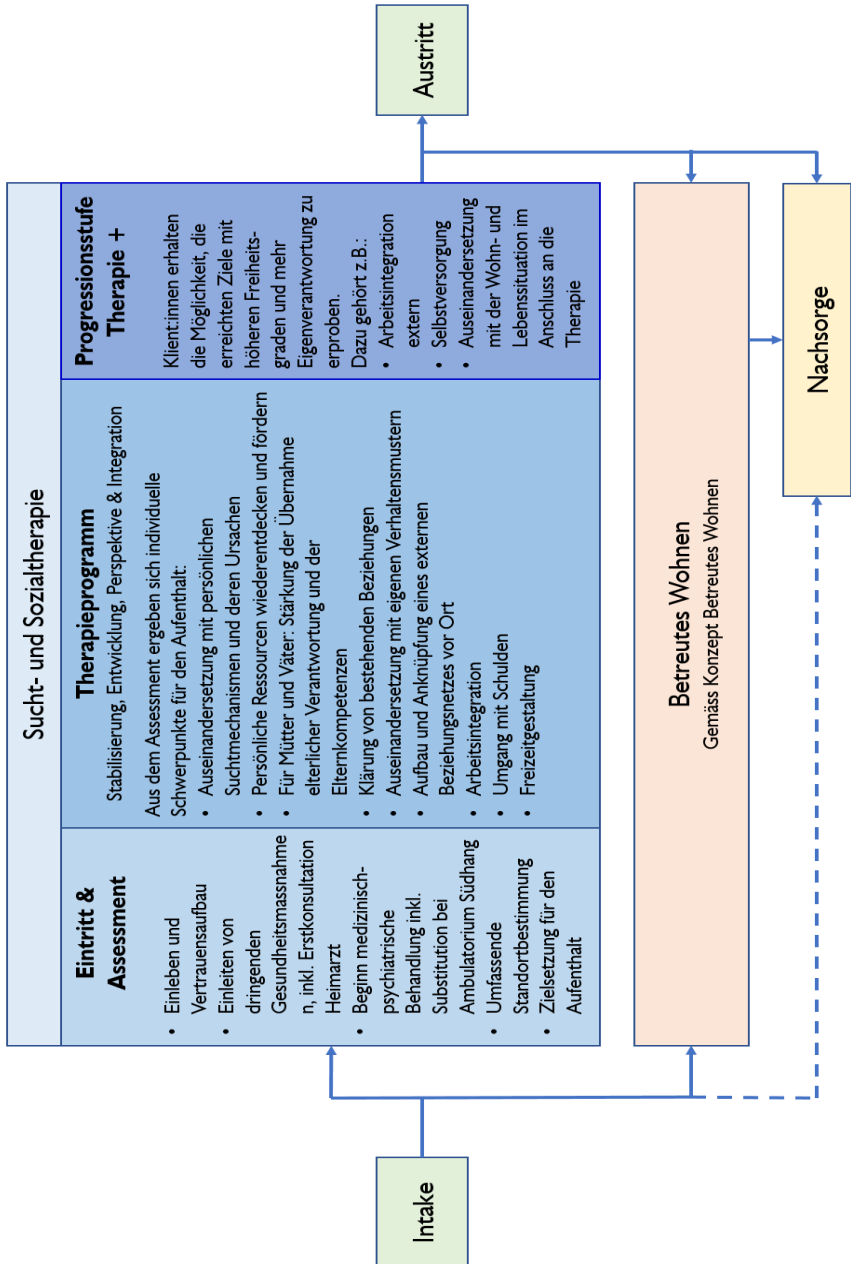 Sucht- und Sozialtherapie
Eintritt &
Assessment
• Einleben und
Vertrauensaufbau
• Einleiten von
dringenden
Gesundheitsmassnahme
n, inkl. Erstkonsultation
Heimarzt
• Beginn medizinisch-
psychiatrische
Behandlung inkl.
Substitution bei
Ambulatorium Südhang
• Umfassende
Standortbestimmung
• Zielsetzung für den
Aufenthalt
Therapieprogramm
Stabilisierung, Entwicklung, Perspektive & Integration
Aus dem Assessment ergeben sich individuelle
Schwerpunkte für den Aufenthalt:
• Auseinandersetzung mit persönlichen
Suchtmechanismen und deren Ursachen
• Persönliche Ressourcen wiederentdecken und fördern
• Für Mütter und Väter: Stärkung der Übernahme
elterlicher Verantwortung und der
Elternkompetenzen
• Klärung von bestehenden Beziehungen
• Auseinandersetzung mit eigenen Verhaltensmustern
• Aufbau und Anknüpfung eines externen
Beziehungsnetzes vor Ort
• Arbeitsintegration
• Umgang mit Schulden
• Freizeitgestaltung
Progressionsstufe
Therapie +
Klient:innen erhalten
die Möglichkeit, die
erreichten Ziele mit
höheren Freiheits-
graden und mehr
Eigenverantwortung zu
erproben.
Dazu gehört z.B.:
• Arbeitsintegration
extern
• Selbstversorgung
• Auseinandersetzung
mit der Wohn- und
Lebenssituation im
Anschluss an die
Therapie
Intake
Austritt
Betreutes Wohnen
Gemäss Konzept Betreutes Wohnen
Nachsorge